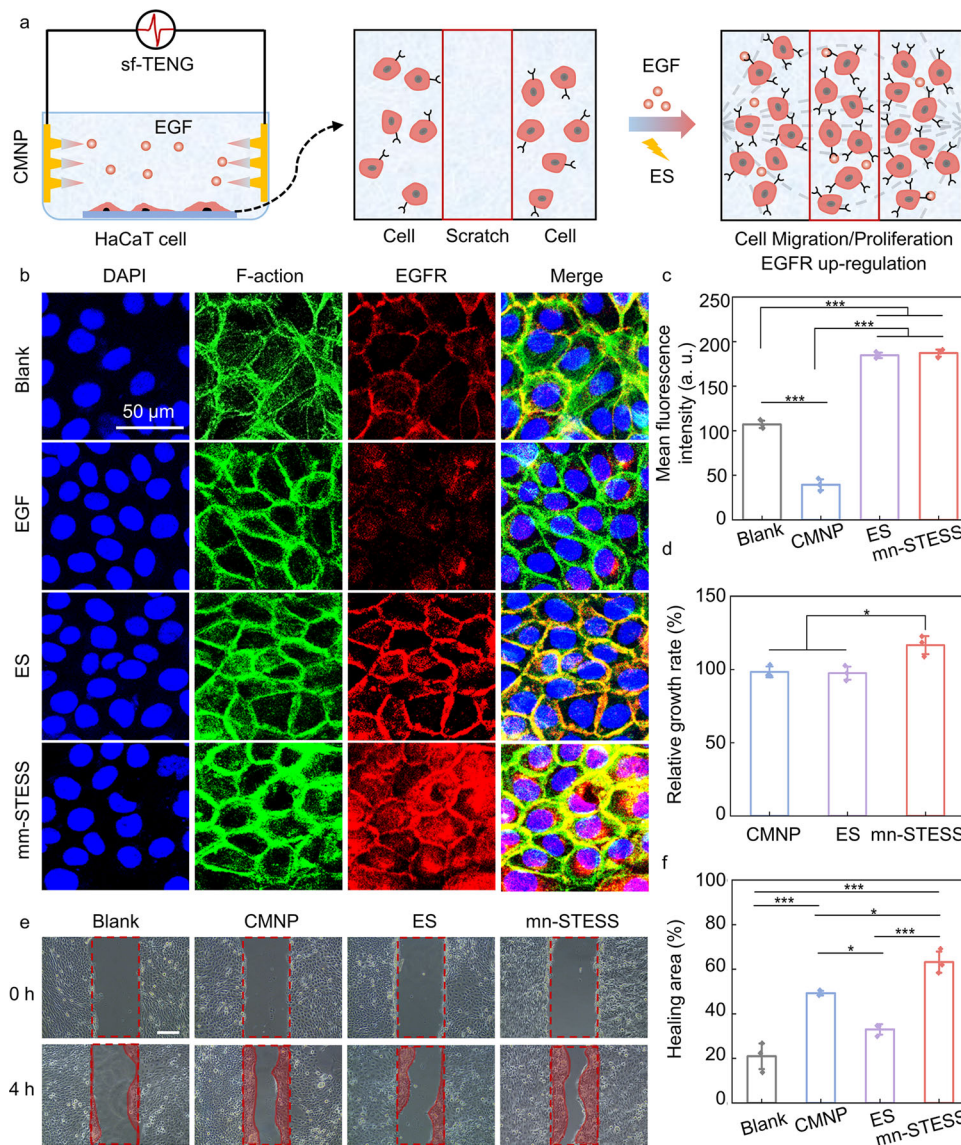 a
sf-TENG
EGF
CMNP
HaCaT cell
Cell
Scratch
Cell
EGF
ES
Cell Migration/Proliferation
EGFR up-regulation
b
DAPI
F-action
EGFR
Merge
Blank
50 μm
EGF
ES
mm-STESS
c
Mean fluorescence
intensity (a. u.)
250
200
150
100
50
0
***
***
***
Blank
CMNP
ES
mn-STESS
d
Relative growth rate (%)
150
100
50
0
*
CMNP
ES
mn-STESS
e
Blank
CMNP
ES
mn-STESS
0 h
4 h
f
Healing area (%)
100
80
60
40
20
0
***
***
*
***
*
Blank
CMNP
ES
mn-STESS